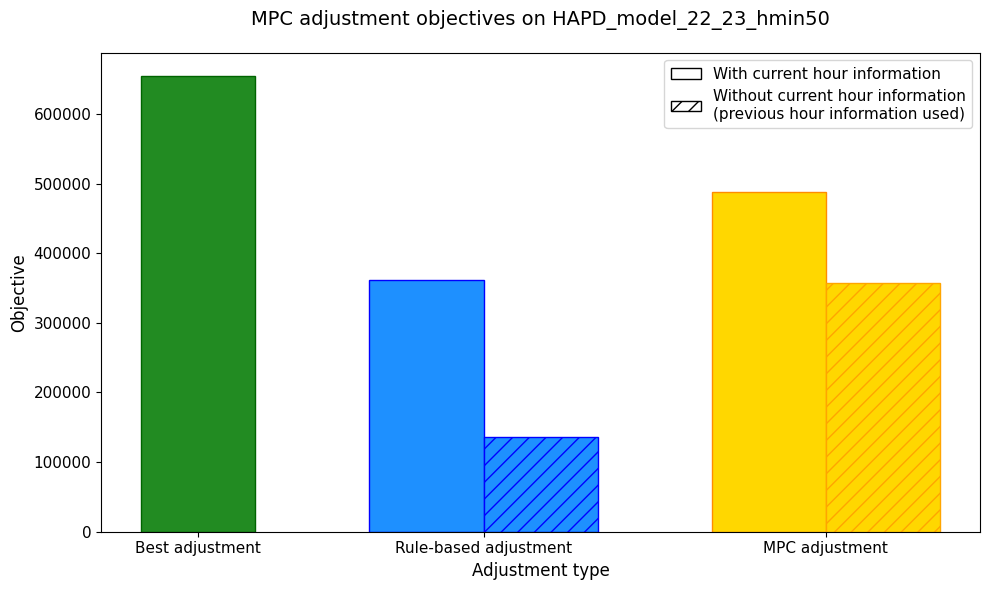 MPC adjustment objectives on HAPD_model_22_23_hmin50
With current hour information
Without current hour information
(previous hour information used)
Objective
600000
500000
400000
300000
200000
100000
0
Best adjustment
Rule-based adjustment
MPC adjustment
Adjustment type